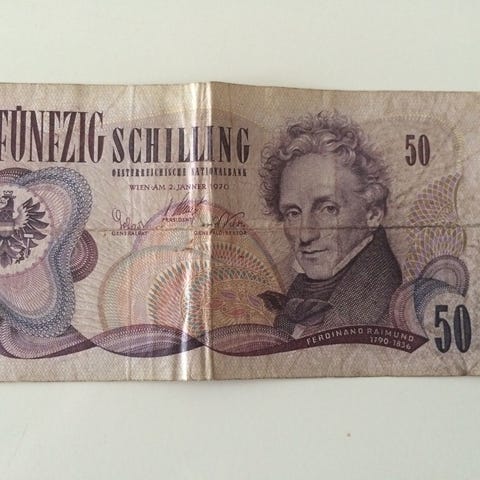 FÜNFZIG SCHILLING
OESTERREICHISCHE NATIONALBANK
WIEN AM 2. JÄNNER 1970
PRÄSIDENT
GENERALRAT GENERALDIREKTOR
50
FERDINAND RAIMUND
1790-1836
50